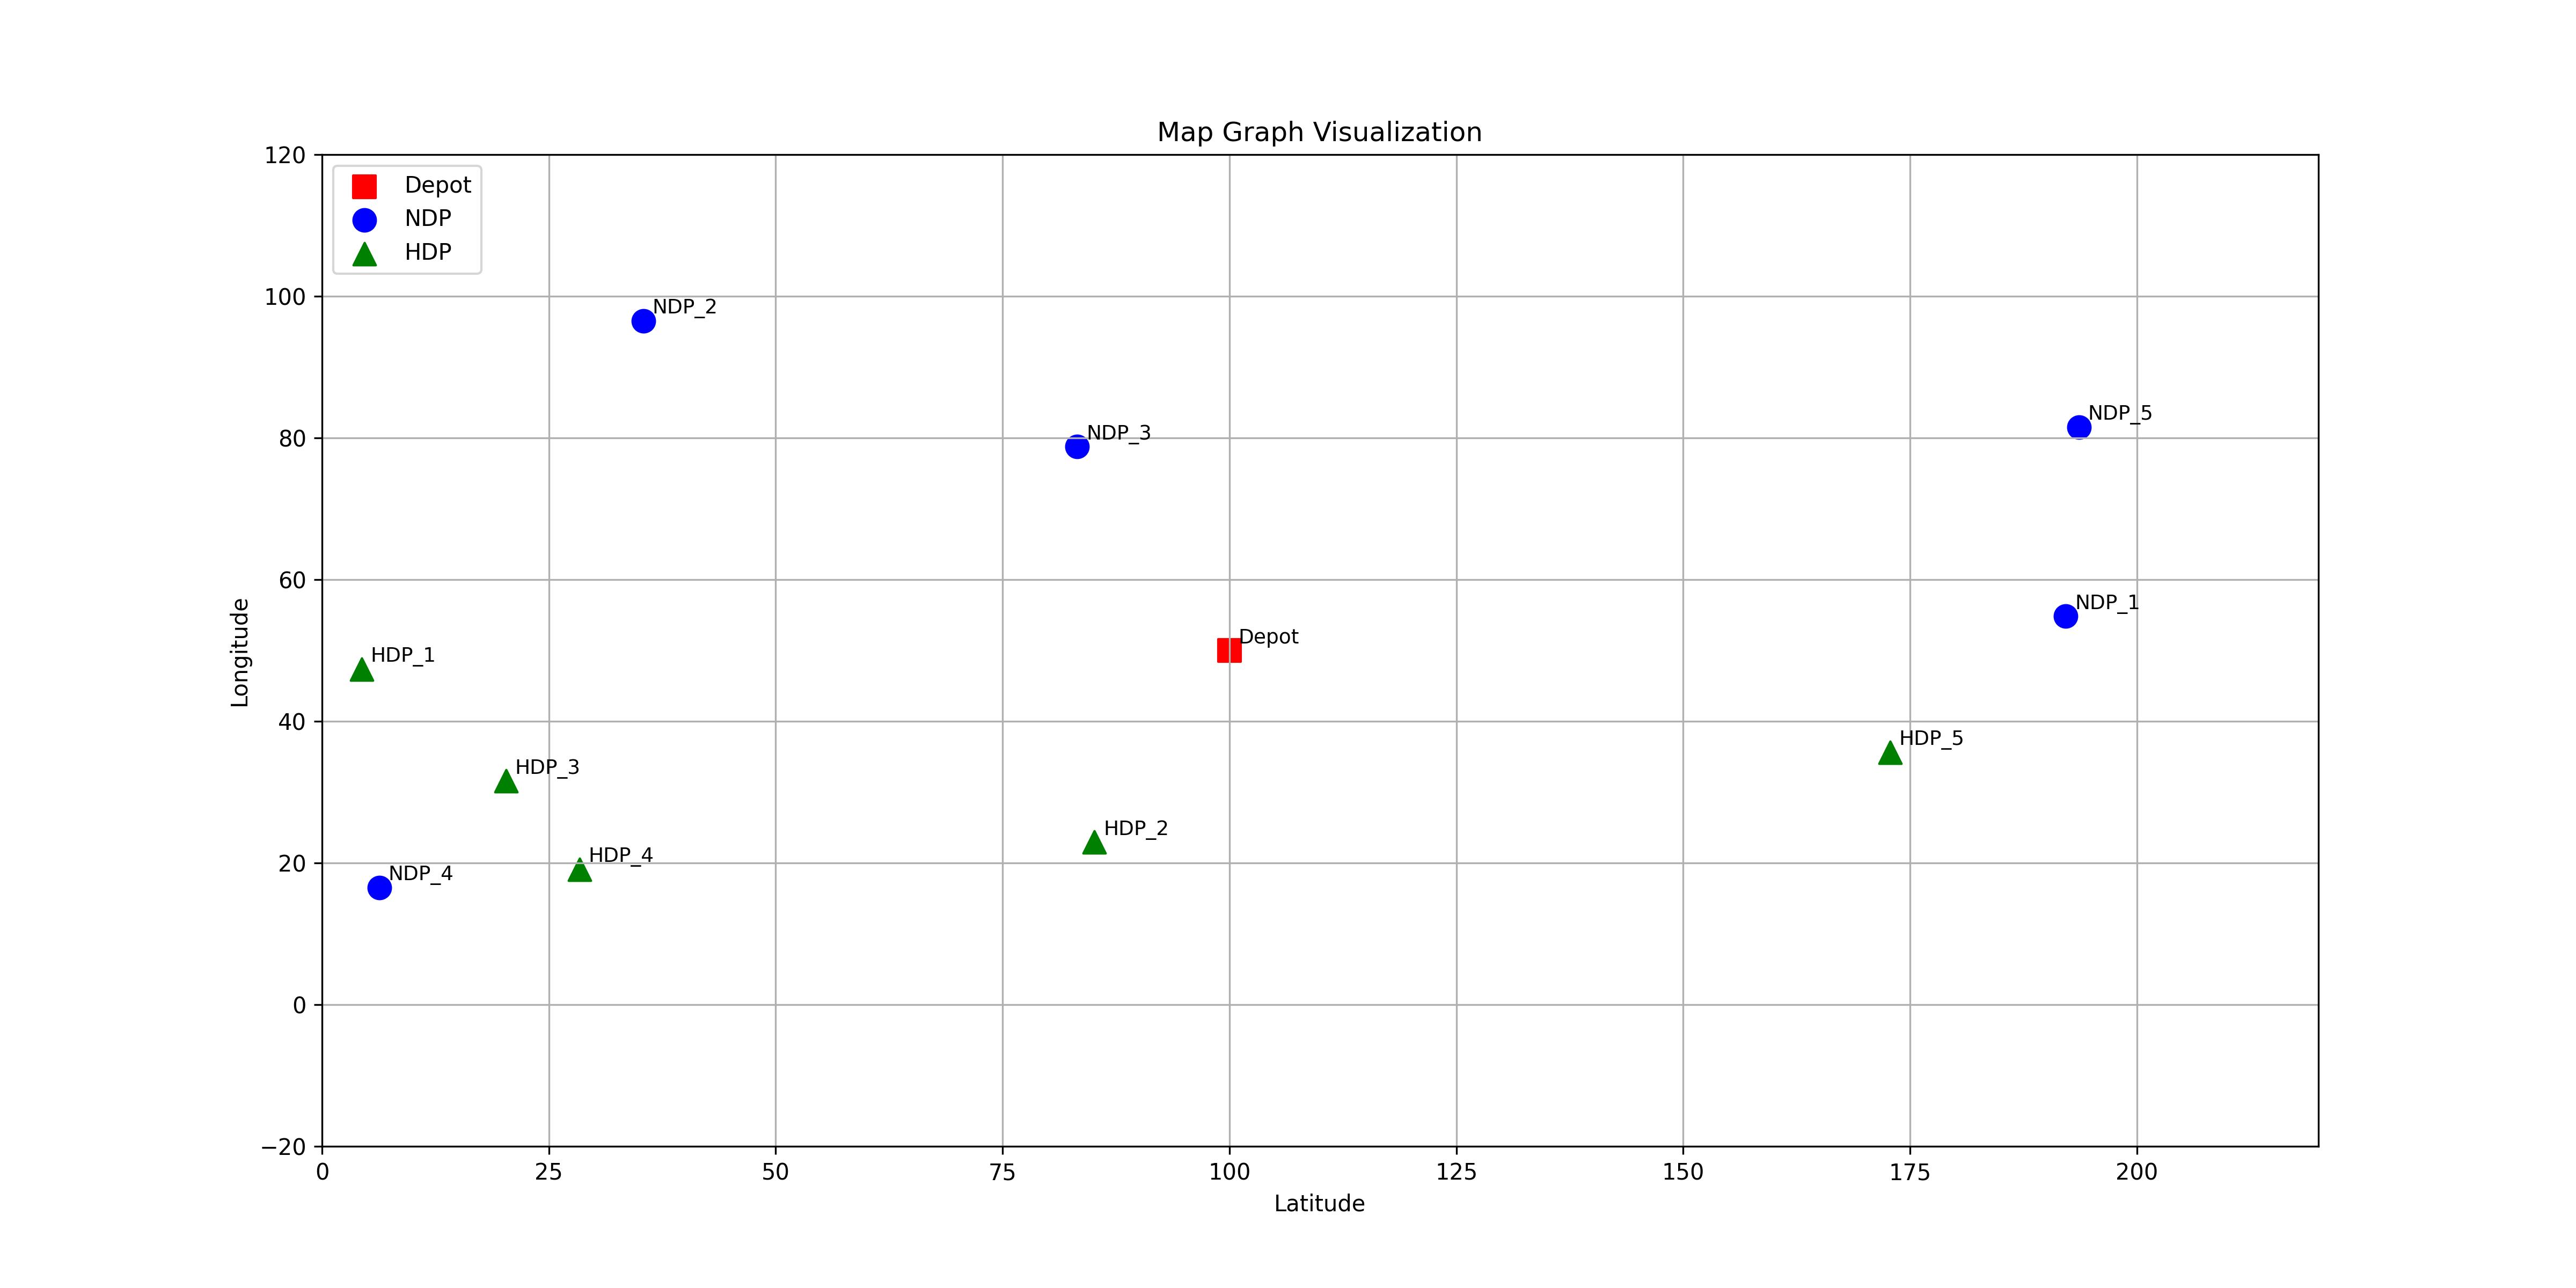 Map Graph Visualization
120
100
80
60
40
20
0
−20
Longitude
Depot
NDP
HDP
NDP_2
NDP_3
NDP_5
NDP_1
Depot
HDP_1
HDP_5
HDP_3
HDP_2
HDP_4
NDP_4
0 25 50 75 100 125 150 175 200
Latitude